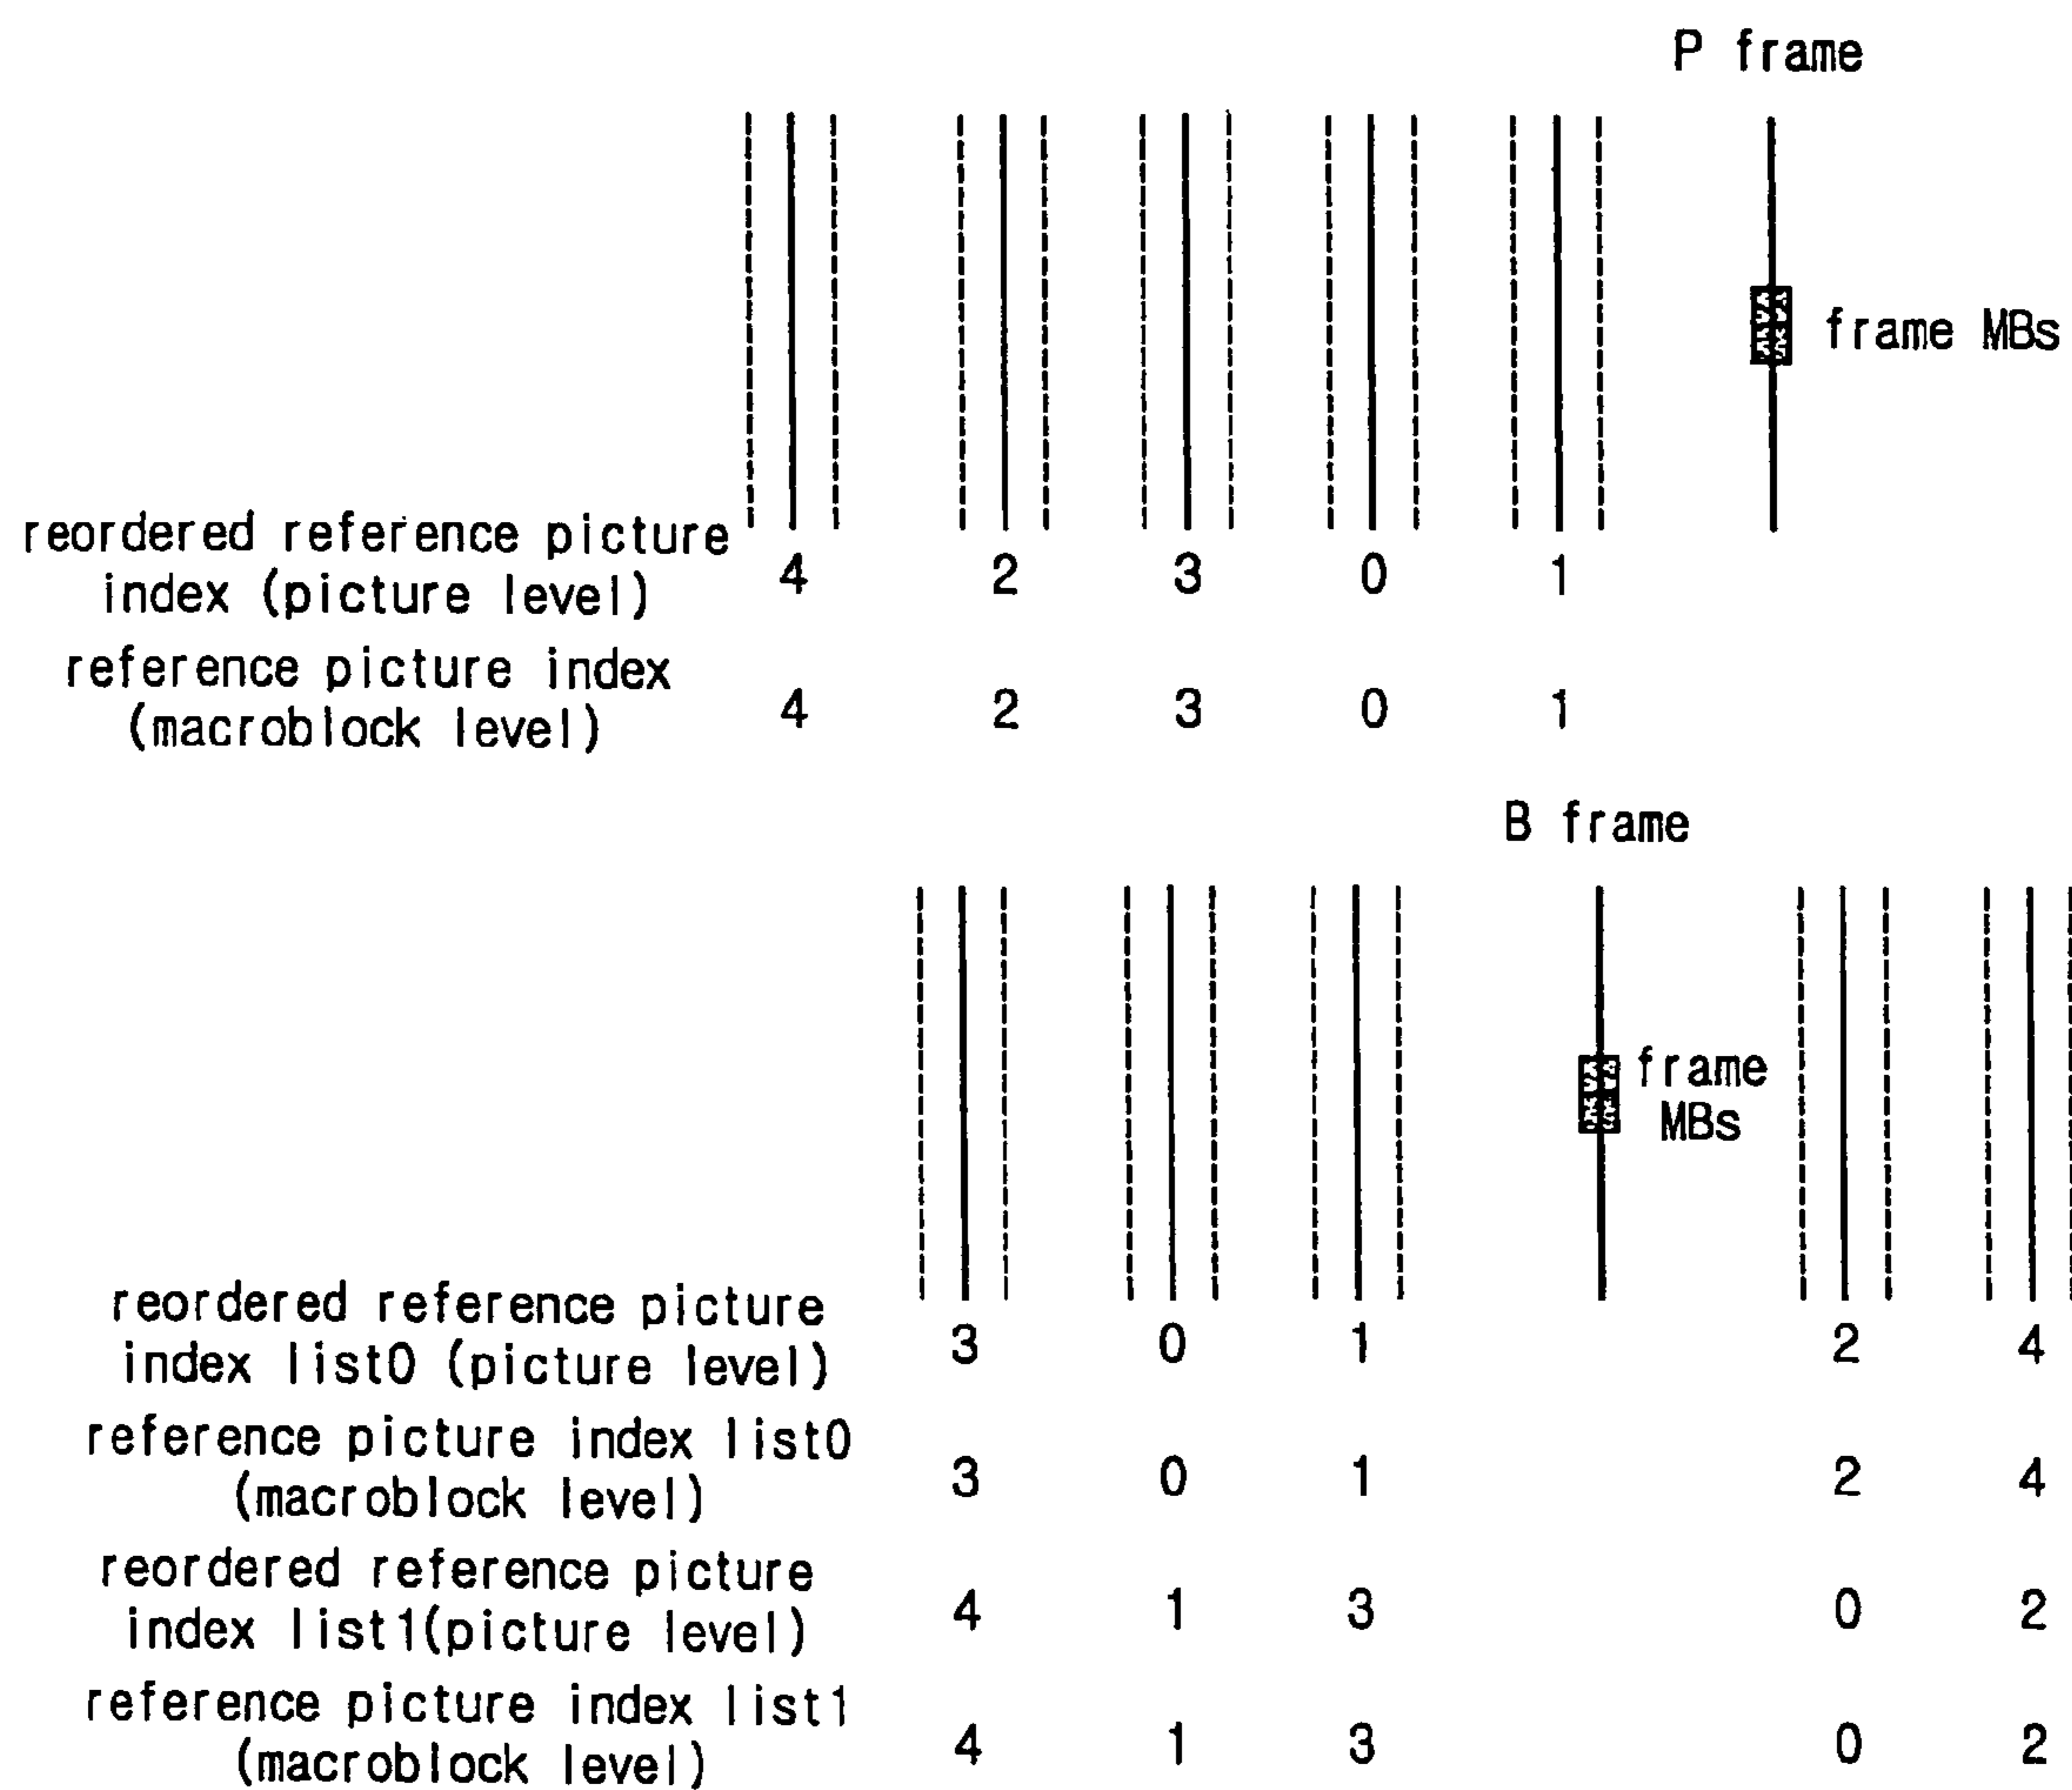 P frame
frame MBs
reordered reference picture
index (picture level)
4 2 3 0 1
reference picture index
(macroblock level)
4 2 3 0 1
B frame
frame
MBs
reordered reference picture
index list0 (picture level)
3 0 1 2 4
reference picture index list0
(macroblock level)
3 0 1 2 4
reordered reference picture
index list1(picture level)
4 1 3 0 2
reference picture index list1
(macroblock level)
4 1 3 0 2